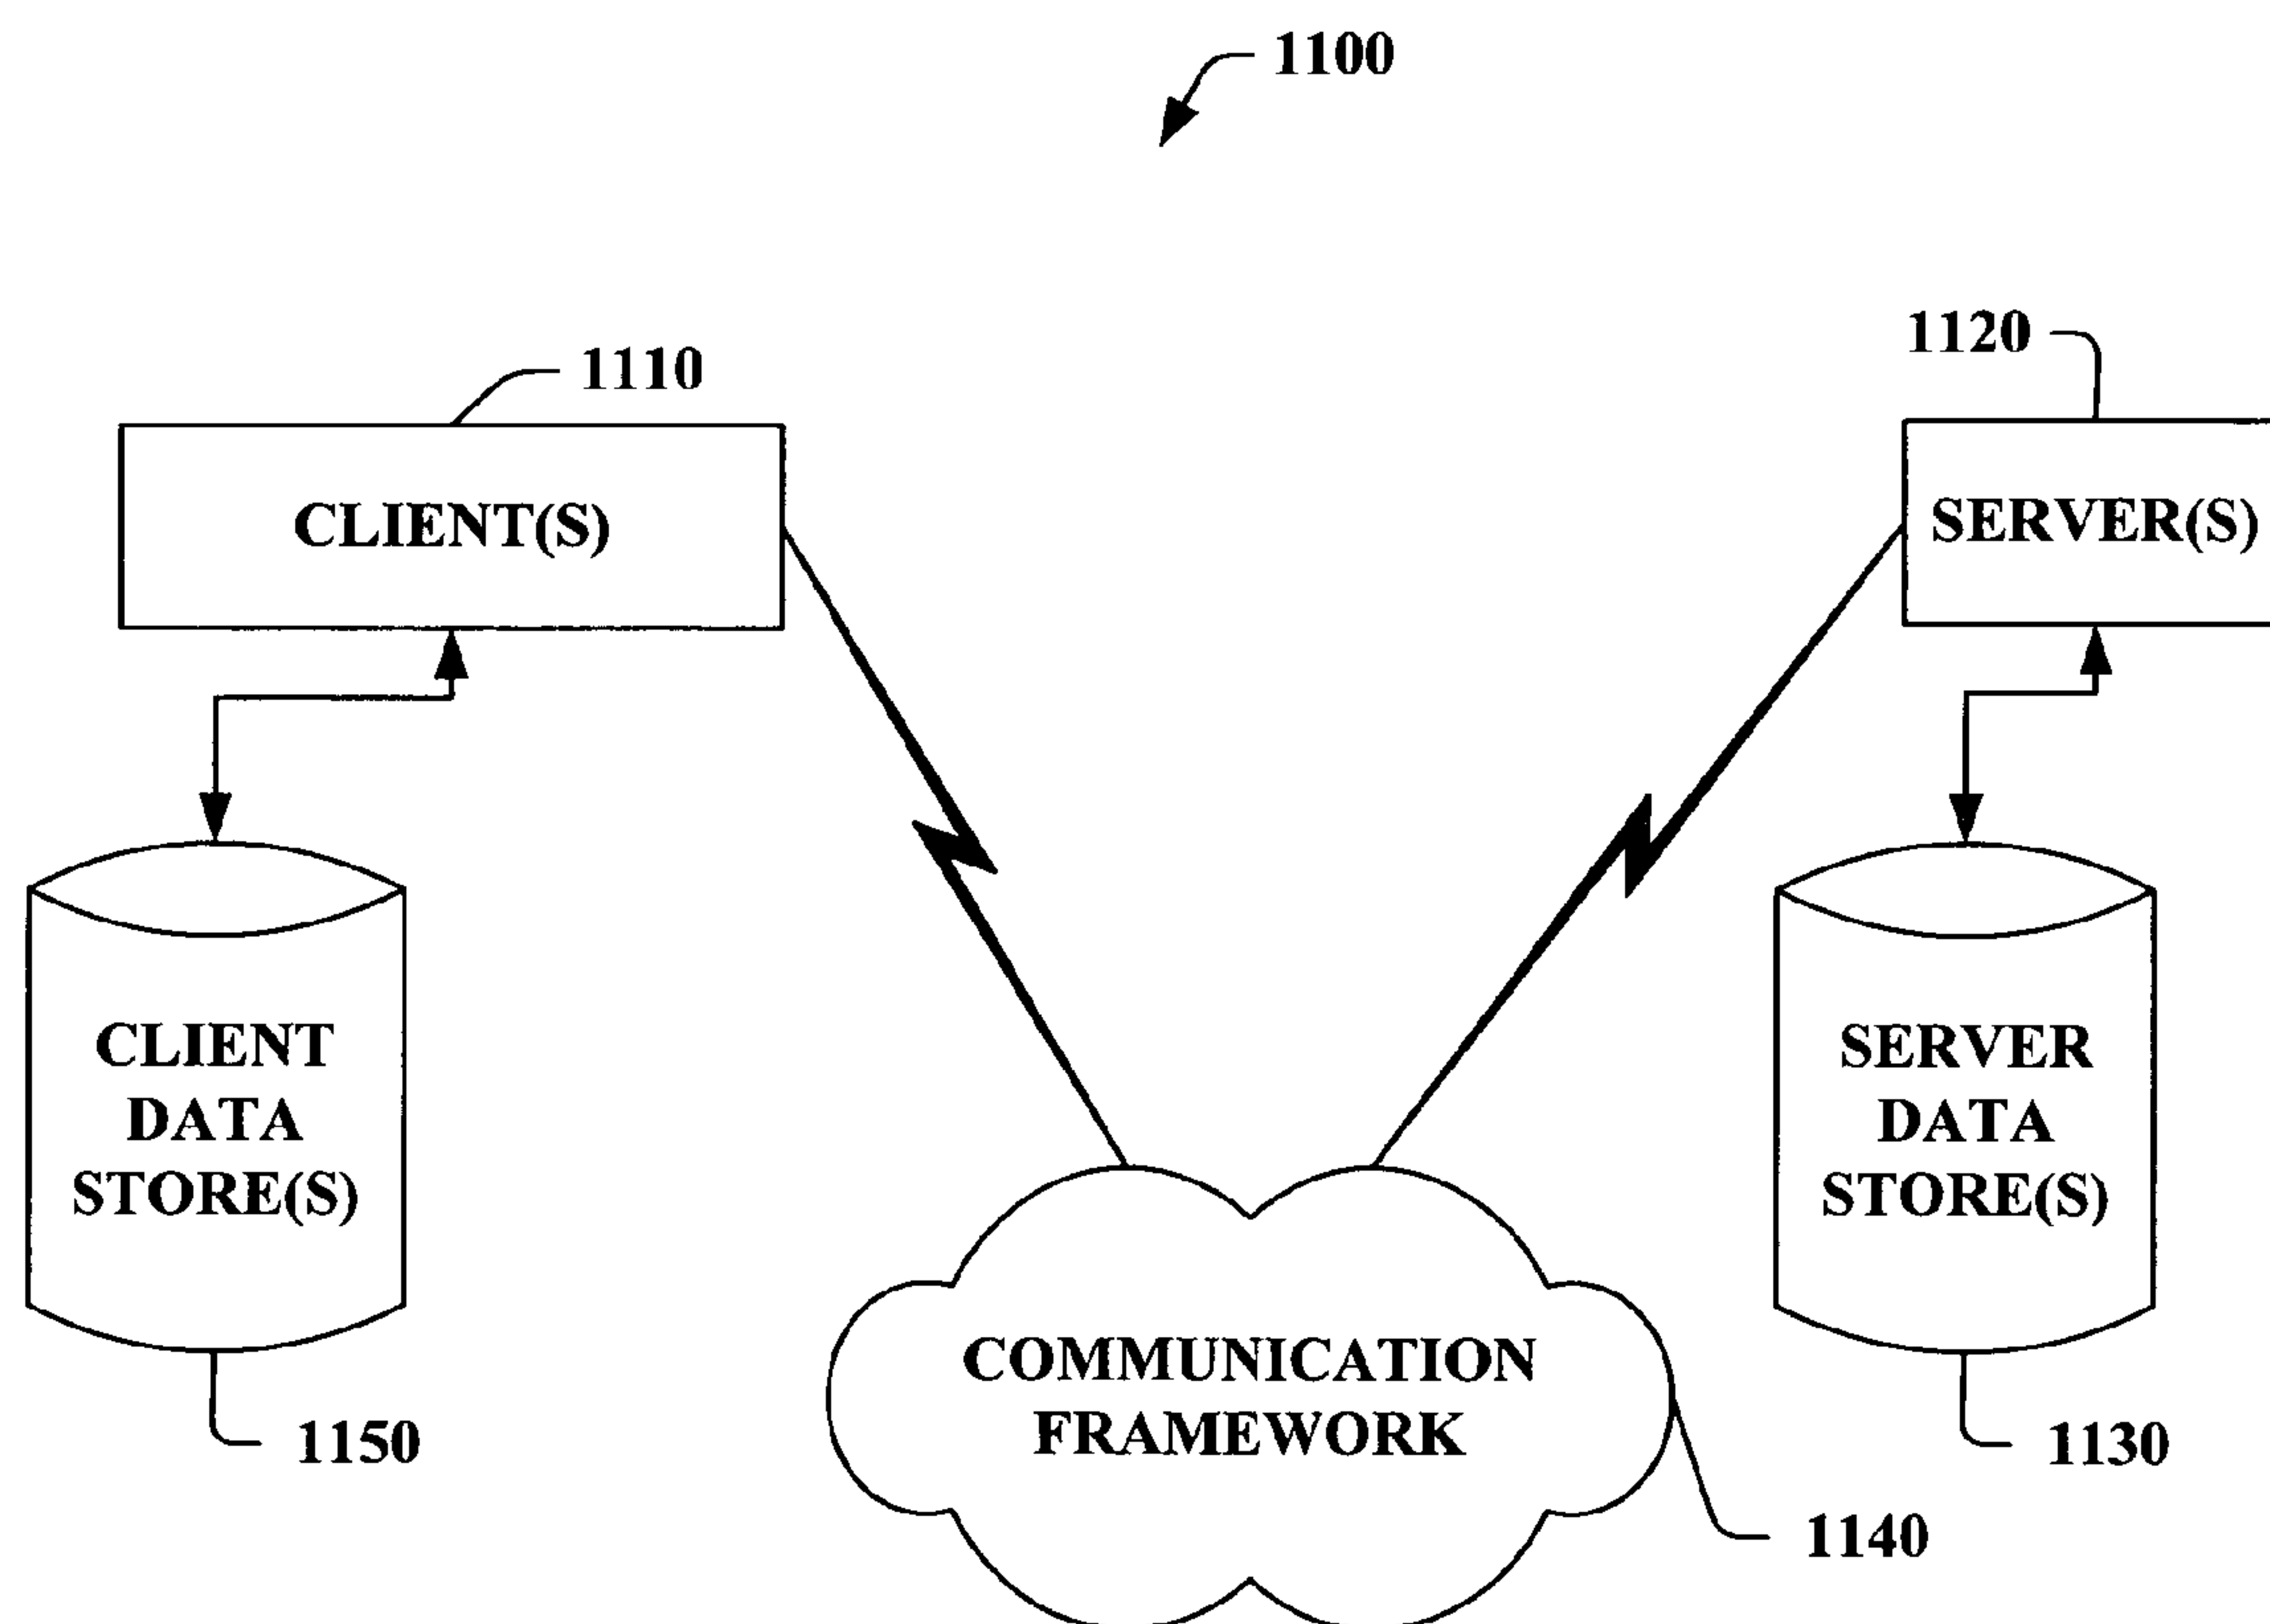 1100
1110
1120
CLIENT(S)
SERVER(S)
CLIENT
DATA
STORE(S)
SERVER
DATA
STORE(S)
COMMUNICATION
FRAMEWORK
1150
1130
1140